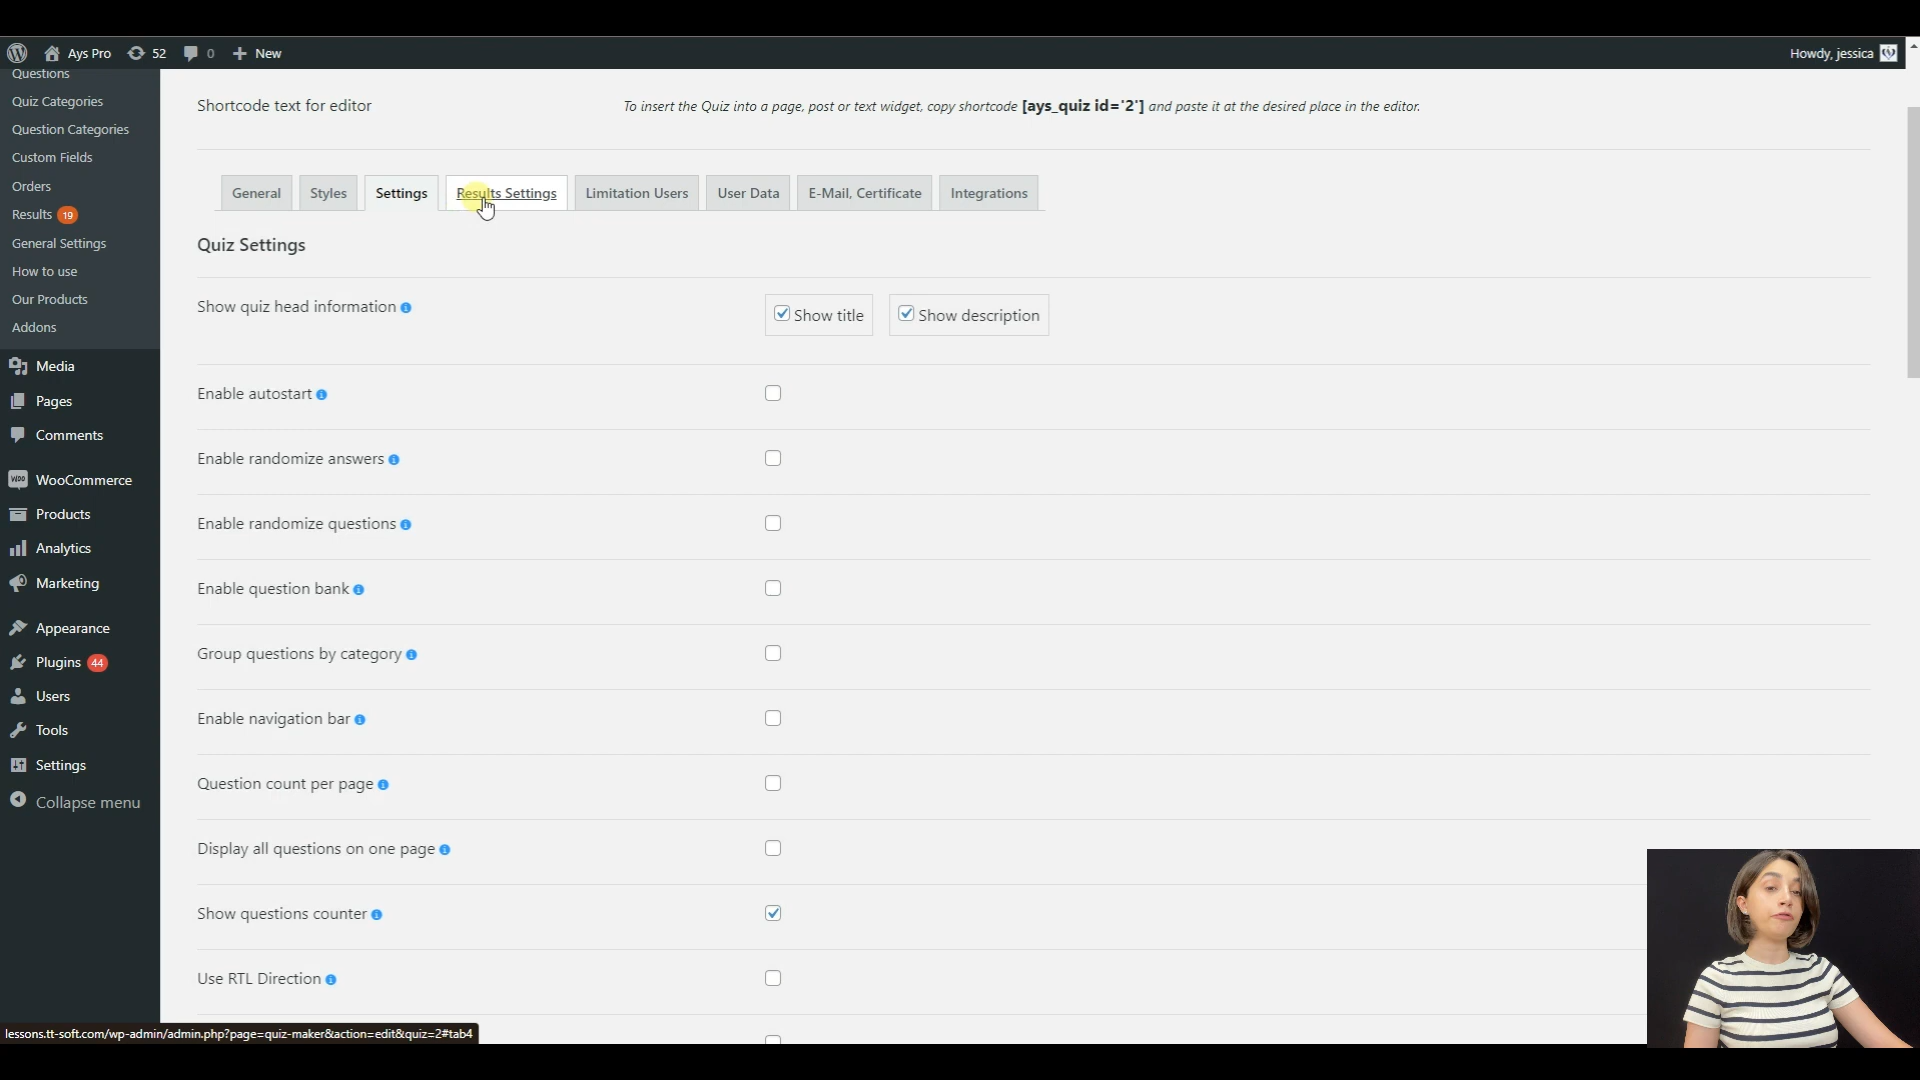 Ays Pro 52 0 New Howdy, jessica
Questions
Quiz Categories
Question Categories
Custom Fields
Orders
Results 19
General Settings
How to use
Our Products
Addons
Media
Pages
Comments
WooCommerce
Products
Analytics
Marketing
Appearance
Plugins 44
Users
Tools
Settings
Collapse menu
Shortcode text for editor To insert the Quiz into a page, post or text widget, copy shortcode [ays_quiz id='2'] and paste it at the desired place in the editor.
General Styles Settings Results Settings Limitation Users User Data E-Mail, Certificate Integrations
Quiz Settings
Show quiz head information Show title Show description
Enable autostart
Enable randomize answers
Enable randomize questions
Enable question bank
Group questions by category
Enable navigation bar
Question count per page
Display all questions on one page
Show questions counter
Use RTL Direction
lessons.tt-soft.com/wp-admin/admin.php?page=quiz-maker&action=edit&quiz=2#tab4